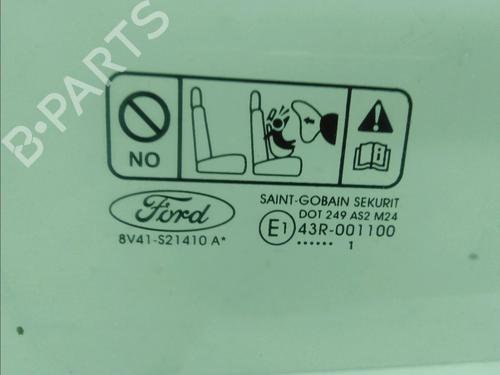 B-PARTS
NO
Ford
8V41-S21410 A*
SAINT-GOBAIN SEKURIT
DOT 249 AS2 M24
E1 43R-001100
...... 1